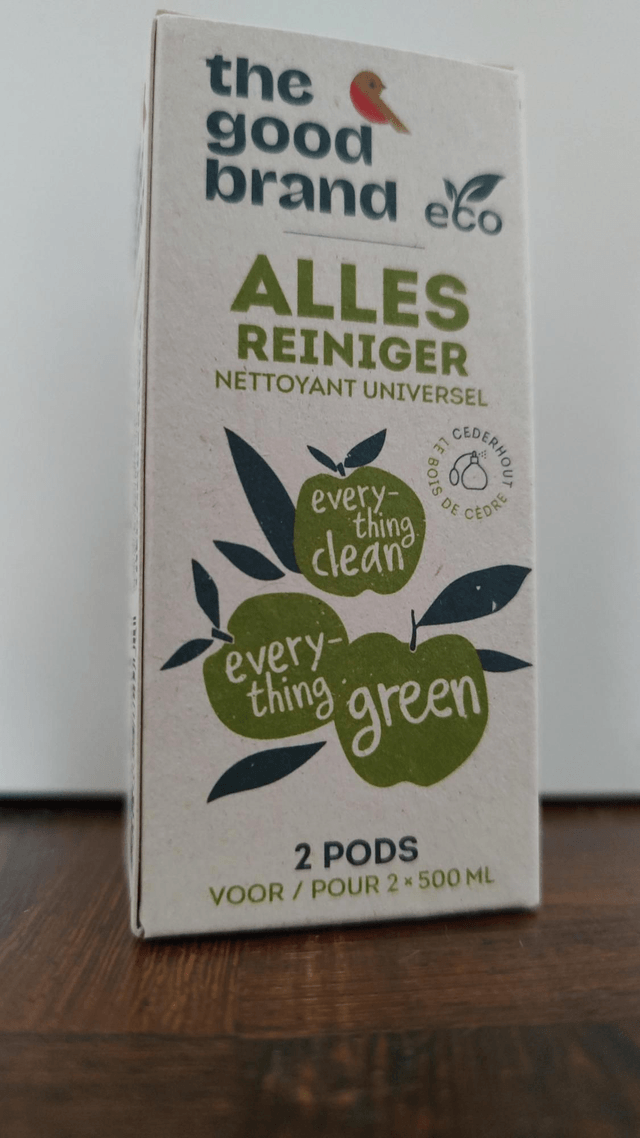 the
good
brand
eco
ALLES
REINIGER
NETTOYANT UNIVERSEL
CEDERHOUT
LE BOIS DE CÈDRE
every-
thing
clean
every-
thing
green
2 PODS
VOOR / POUR 2 × 500 ML